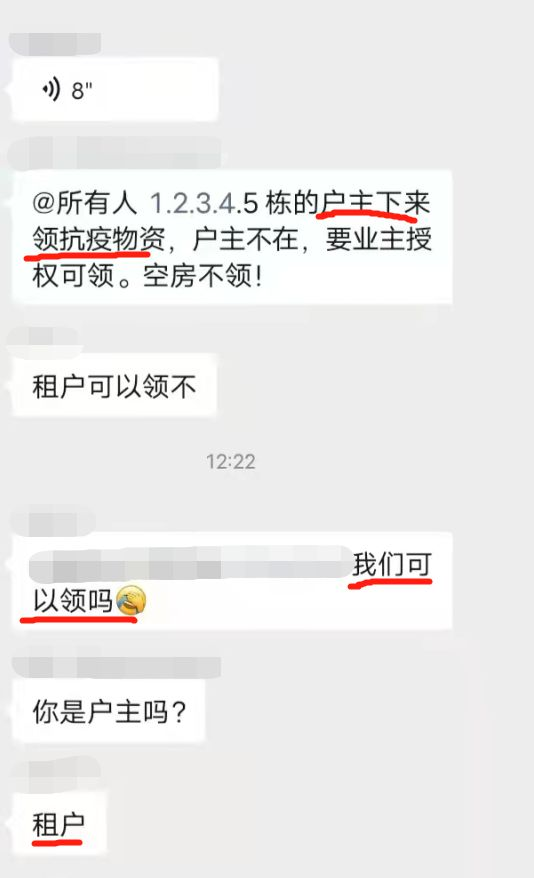 8"
@所有人 1.2.3.4.5 栋的户主下来
领抗疫物资，户主不在，要业主授
权可领。空房不领！
租户可以领不
12:22
我们可
以领吗
你是户主吗？
租户